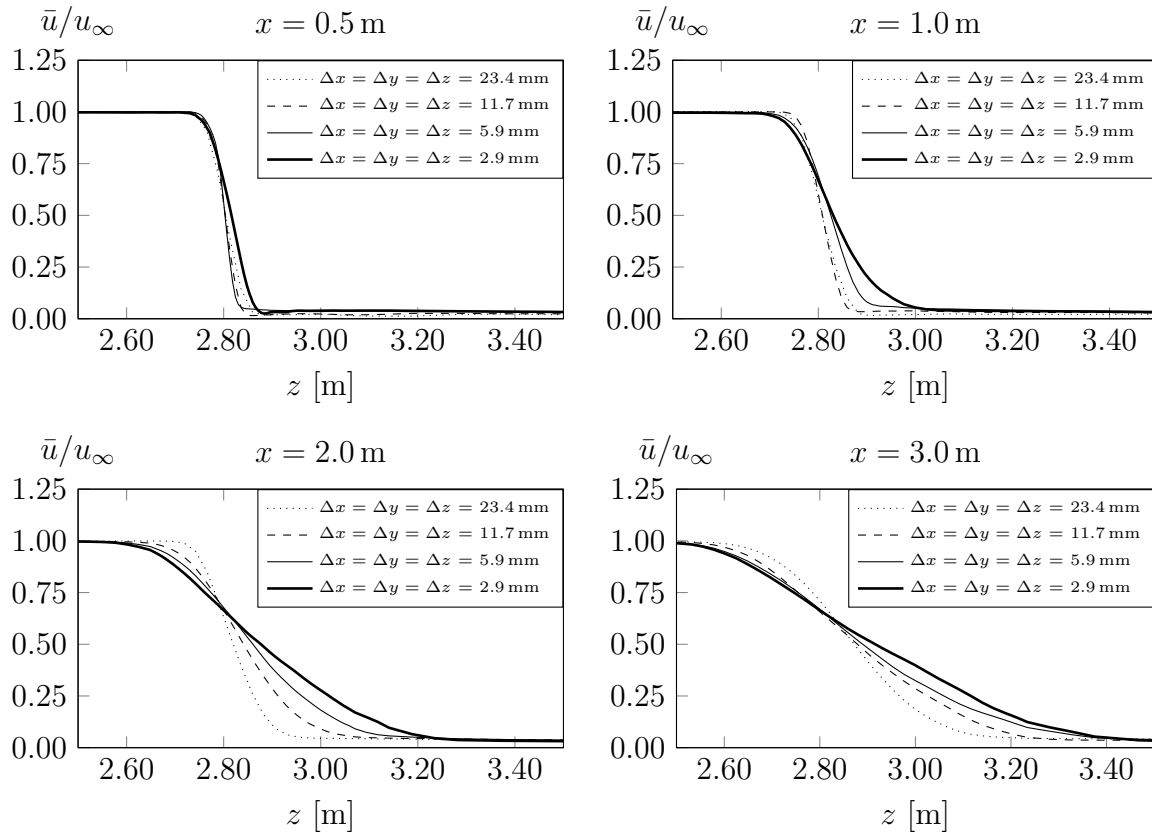 ū/u∞ x = 0.5 m
1.25
1.00
0.75
0.50
0.25
0.00
Δx = Δy = Δz = 23.4 mm
Δx = Δy = Δz = 11.7 mm
Δx = Δy = Δz = 5.9 mm
Δx = Δy = Δz = 2.9 mm
2.60 2.80 3.00 3.20 3.40
z [m]
ū/u∞ x = 1.0 m
1.25
1.00
0.75
0.50
0.25
0.00
Δx = Δy = Δz = 23.4 mm
Δx = Δy = Δz = 11.7 mm
Δx = Δy = Δz = 5.9 mm
Δx = Δy = Δz = 2.9 mm
2.60 2.80 3.00 3.20 3.40
z [m]
ū/u∞ x = 2.0 m
1.25
1.00
0.75
0.50
0.25
0.00
Δx = Δy = Δz = 23.4 mm
Δx = Δy = Δz = 11.7 mm
Δx = Δy = Δz = 5.9 mm
Δx = Δy = Δz = 2.9 mm
2.60 2.80 3.00 3.20 3.40
z [m]
ū/u∞ x = 3.0 m
1.25
1.00
0.75
0.50
0.25
0.00
Δx = Δy = Δz = 23.4 mm
Δx = Δy = Δz = 11.7 mm
Δx = Δy = Δz = 5.9 mm
Δx = Δy = Δz = 2.9 mm
2.60 2.80 3.00 3.20 3.40
z [m]